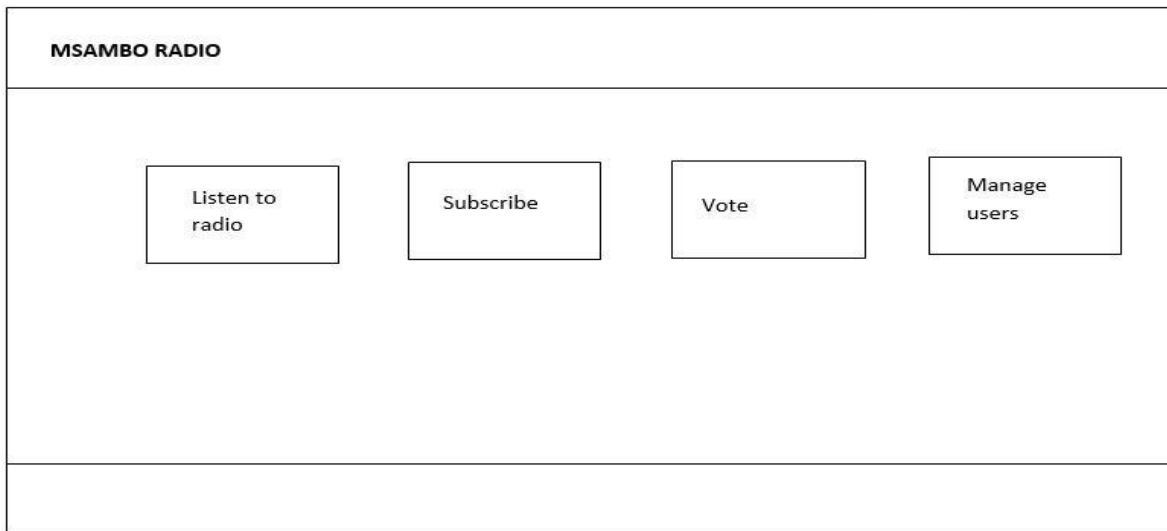 MSAMBO RADIO
Listen to
radio
Subscribe
Vote
Manage
users